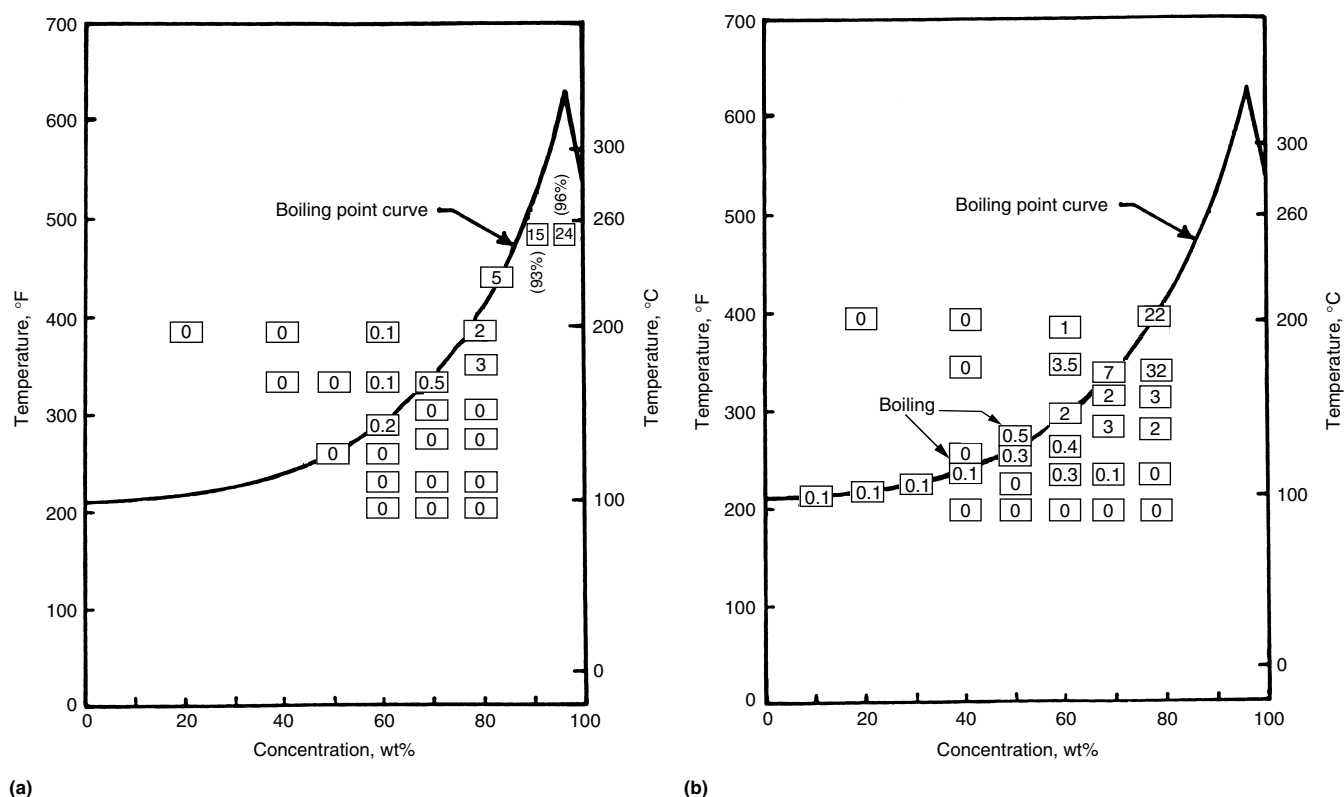 700
600
500
400
300
200
100
0
Temperature, °F
Boiling point curve
(96%)
15 24
(93%)
5
0 0 0.1 2
3
0 0 0.1 0.5
0 0
0.2
0 0
0 0
0 0 0
0 0 0
300
260
200
100
0
Temperature, °C
0 20 40 60 80 100
Concentration, wt%
(a)
700
600
500
400
300
200
100
0
Temperature, °F
Boiling point curve
22
0 0 1
0 3.5 7 32
2 3
Boiling
2
3 2
0.5
0.4
0 0.3
0.1 0.3 0.1 0
0.1 0.1 0.1 0
0 0 0 0 0
300
260
200
100
0
Temperature, °C
0 20 40 60 80 100
Concentration, wt%
(b)